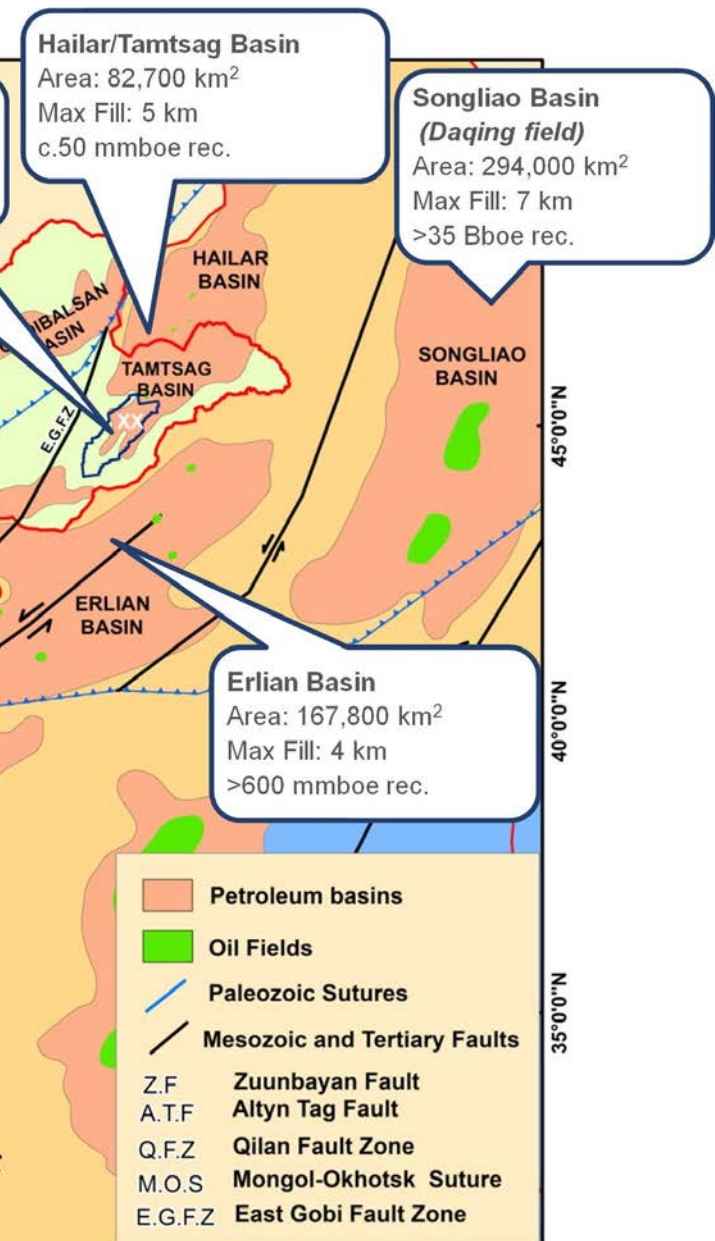 Hailar/Tamtsag Basin
Area: 82,700 km²
Max Fill: 5 km
c.50 mmboe rec.
Songliao Basin
(Daqing field)
Area: 294,000 km²
Max Fill: 7 km
>35 Bboe rec.
HAILAR
BASIN
IBALSAN
ASIN
TAMTSAG
BASIN
XX
E.G.F.Z
SONGLIAO
BASIN
45°0'0"N
ERLIAN
BASIN
Erlian Basin
Area: 167,800 km²
Max Fill: 4 km
>600 mmboe rec.
40°0'0"N
Petroleum basins
Oil Fields
Paleozoic Sutures
Mesozoic and Tertiary Faults
Z.F Zuunbayan Fault
A.T.F Altyn Tag Fault
Q.F.Z Qilan Fault Zone
M.O.S Mongol-Okhotsk Suture
E.G.F.Z East Gobi Fault Zone
35°0'0"N